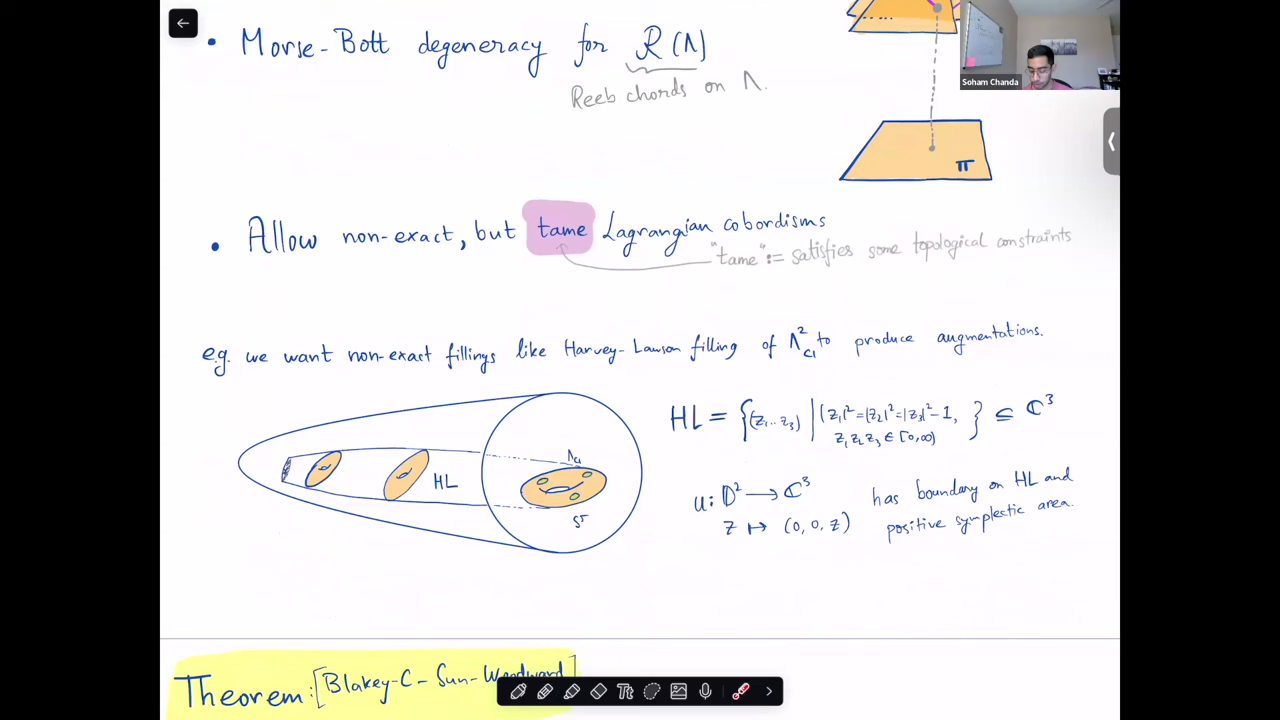 • Morse-Bott degeneracy for R(Λ)
Reeb chords on Λ.
Soham Chanda
π
• Allow non-exact, but tame Lagrangian cobordisms
"tame" := satisfies some topological constraints
e.g. we want non-exact fillings like Harvey-Lawson filling of Λ²_Cl to produce augmentations.
HL = {(z₁..z₃) | |z₁|²=|z₂|²=|z₃|²-1, z₁z₂z₃ ∈ [0,∞)} ⊆ ℂ³
Λ_Cl
HL
S⁵
u: D² → ℂ³ has boundary on HL and
z ↦ (0, 0, z) positive symplectic area.
Theorem: [Blakey-C-Sun-Woodward]